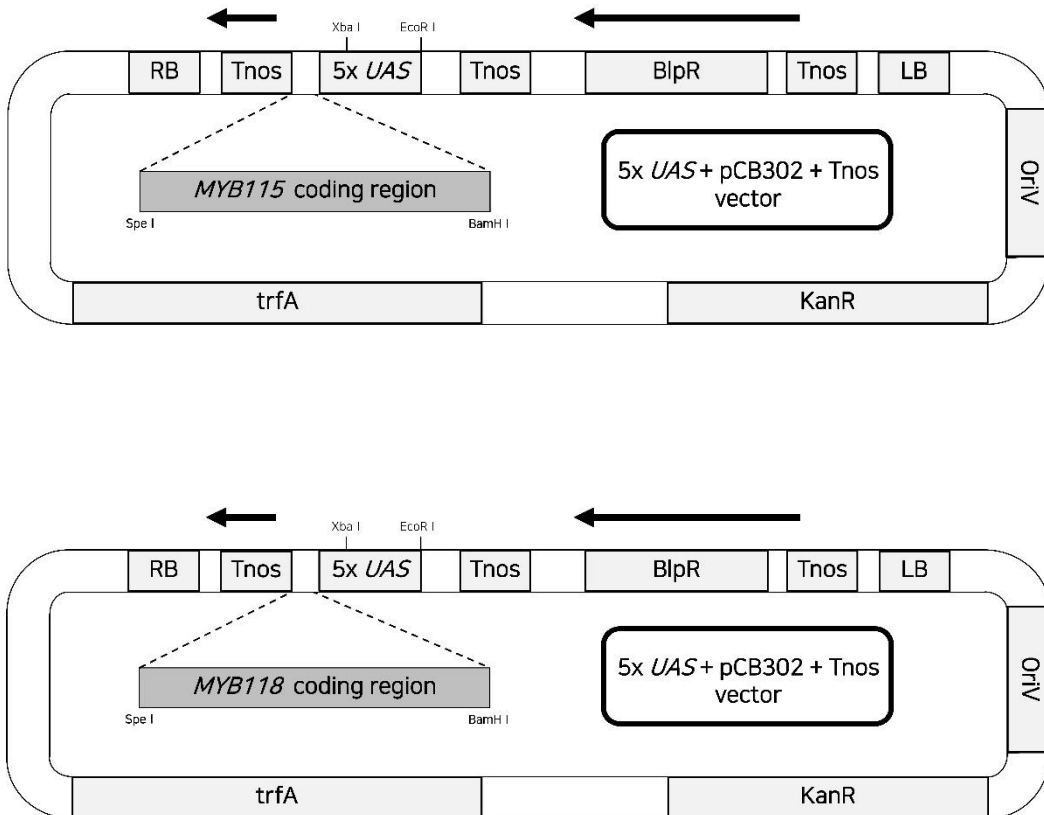 Xba I
EcoR I
RB
Tnos
5x UAS
Tnos
BlpR
Tnos
LB
OriV
5x UAS + pCB302 + Tnos
vector
MYB115 coding region
Spe I
BamH I
trfA
KanR
Xba I
EcoR I
RB
Tnos
5x UAS
Tnos
BlpR
Tnos
LB
OriV
5x UAS + pCB302 + Tnos
vector
MYB118 coding region
Spe I
BamH I
trfA
KanR